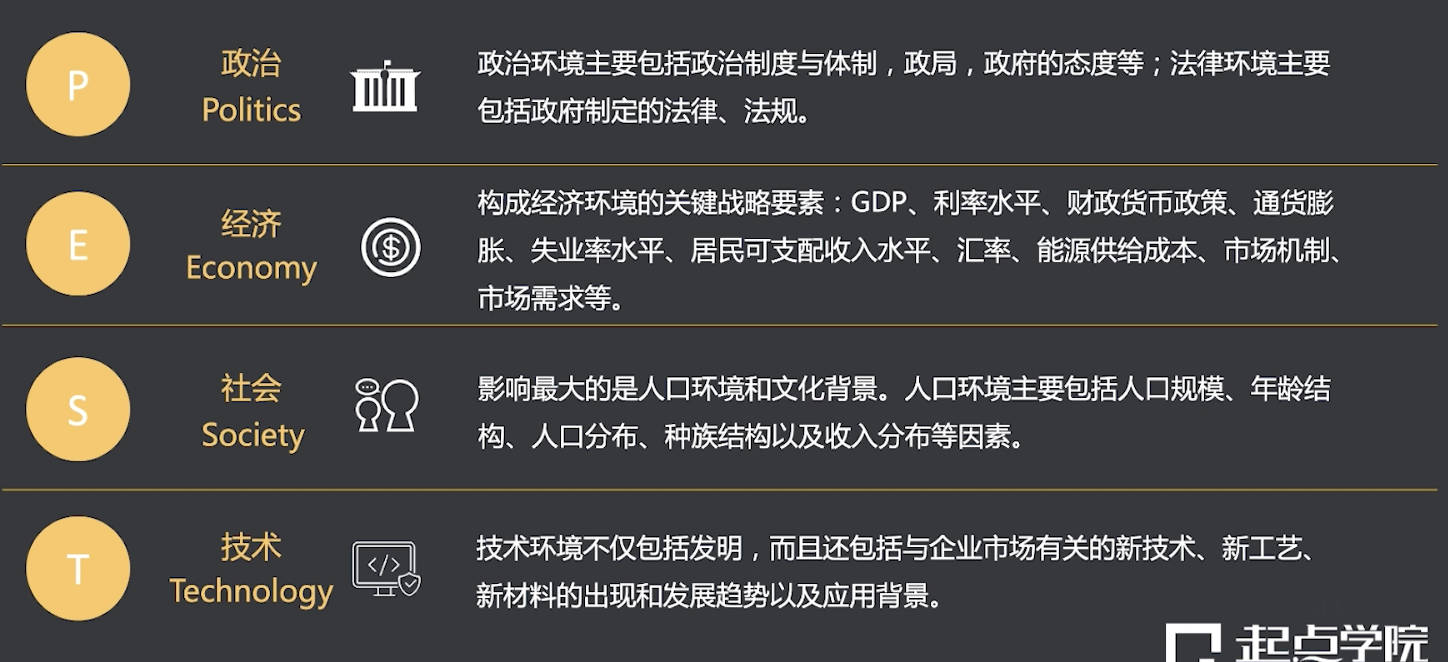 P
政治
Politics
政治环境主要包括政治制度与体制，政局，政府的态度等；法律环境主要
包括政府制定的法律、法规。
E
经济
Economy
构成经济环境的关键战略要素：GDP、利率水平、财政货币政策、通货膨
胀、失业率水平、居民可支配收入水平、汇率、能源供给成本、市场机制、
市场需求等。
S
社会
Society
影响最大的是人口环境和文化背景。人口环境主要包括人口规模、年龄结
构、人口分布、种族结构以及收入分布等因素。
T
技术
Technology
技术环境不仅包括发明，而且还包括与企业市场有关的新技术、新工艺、
新材料的出现和发展趋势以及应用背景。
起点学院